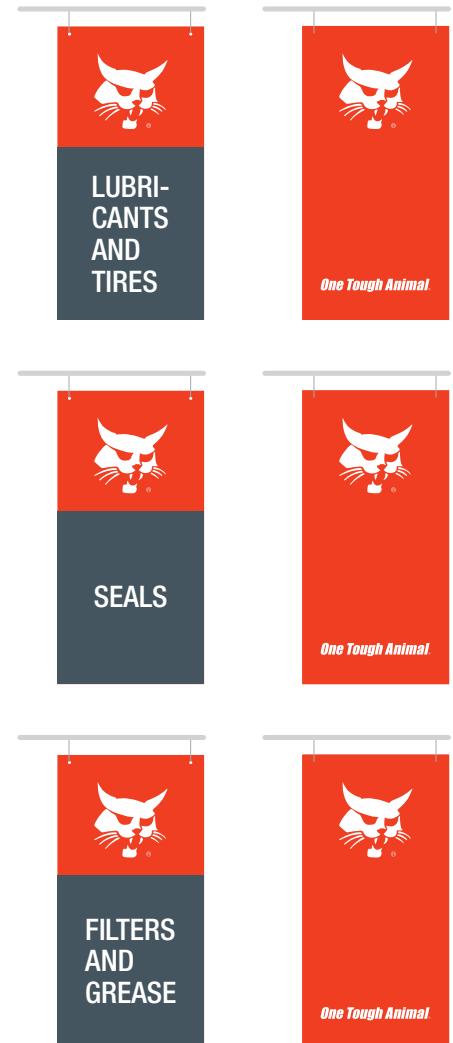 LUBRI-
CANTS
AND
TIRES
®
®
One Tough Animal.
SEALS
®
®
One Tough Animal.
FILTERS
AND
GREASE
®
®
One Tough Animal.